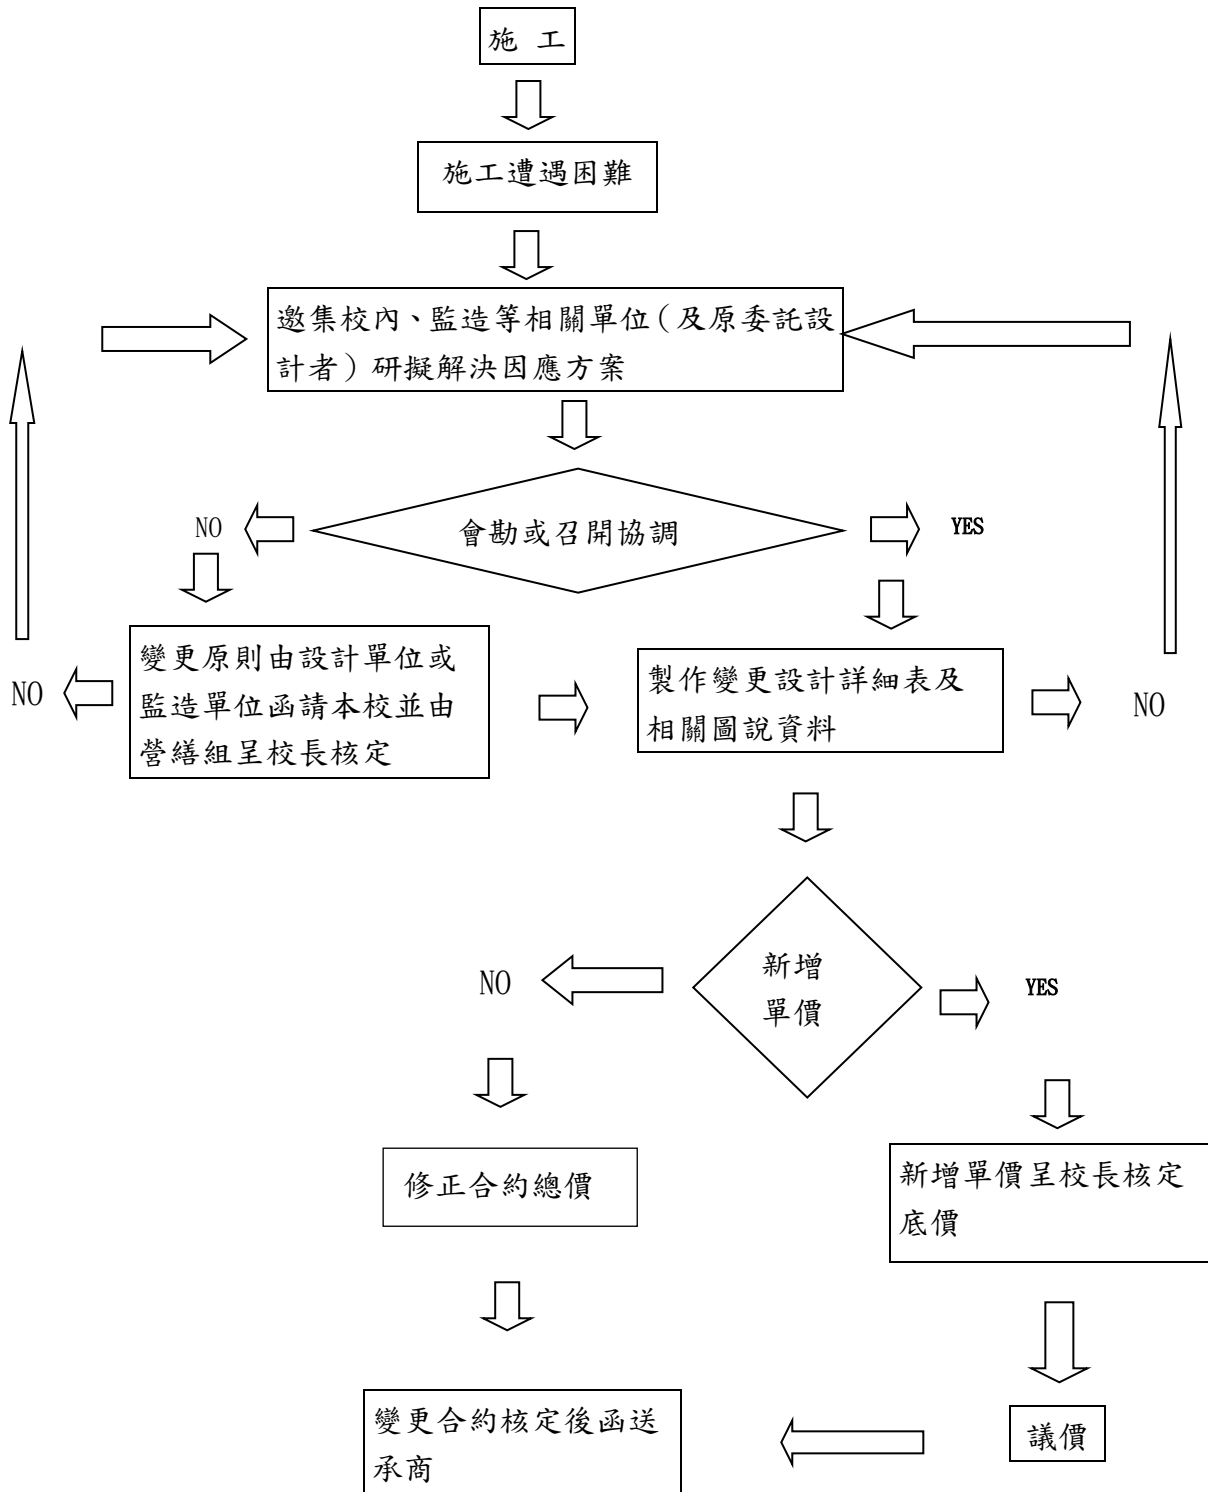 施 工
施工遭遇困難
邀集校內、監造等相關單位（及原委託設
計者）研擬解決因應方案
會勘或召開協調
NO
YES
變更原則由設計單位或
監造單位函請本校並由
營繕組呈校長核定
NO
製作變更設計詳細表及
相關圖說資料
NO
新增
單價
NO
YES
修正合約總價
新增單價呈校長核定
底價
變更合約核定後函送
承商
議價